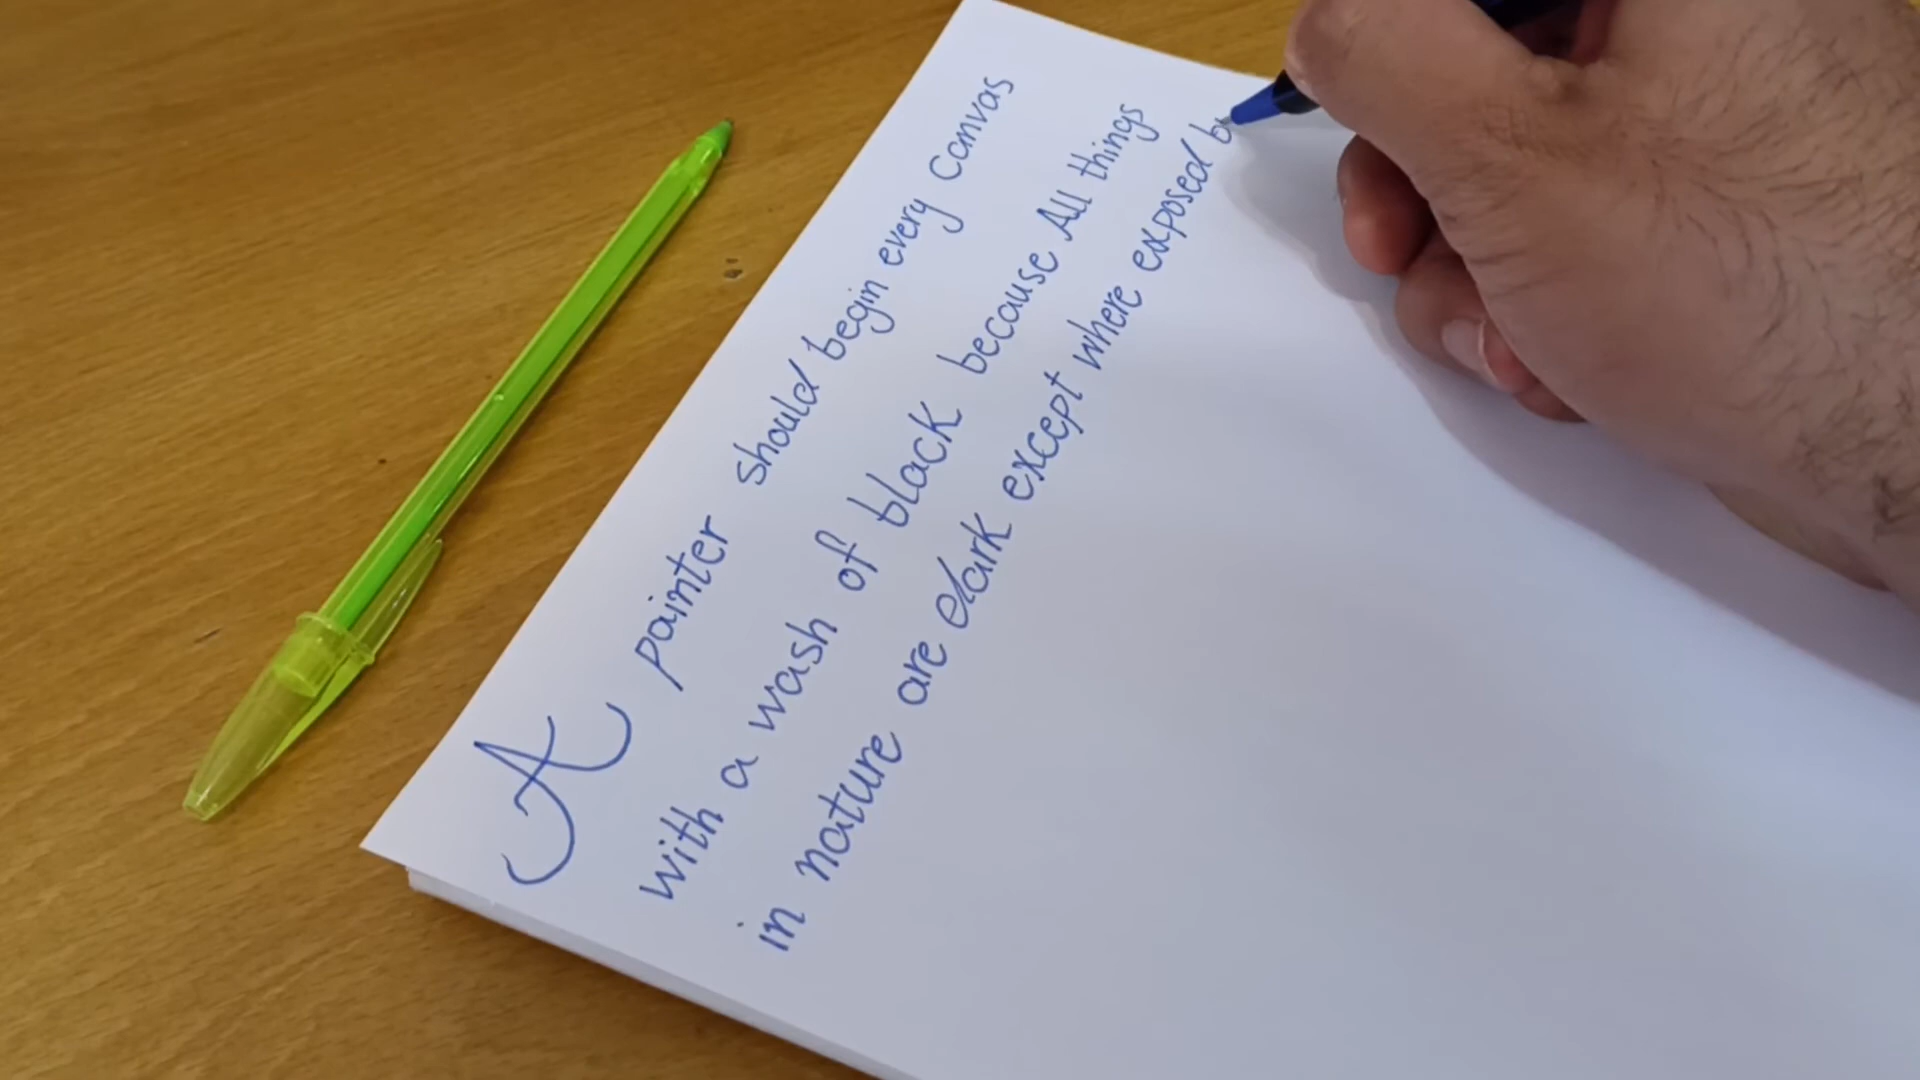 A painter should begin every canvas
with a wash of black because All things
in nature are dark except where exposed b